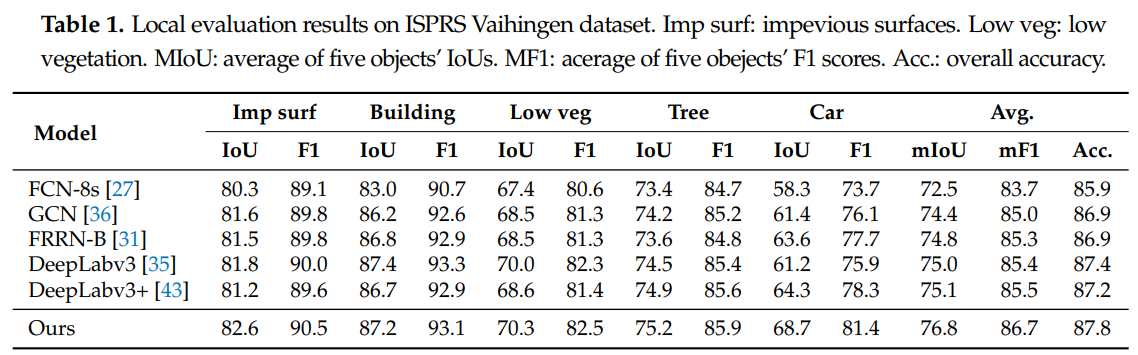 Table 1. Local evaluation results on ISPRS Vaihingen dataset. Imp surf: impevious surfaces. Low veg: low
vegetation. MIoU: average of five objects' IoUs. MF1: acerage of five obejects' F1 scores. Acc.: overall accuracy.
Model Imp surf Building Low veg Tree Car Avg.
IoU F1 IoU F1 IoU F1 IoU F1 IoU F1 mIoU mF1 Acc.
FCN-8s [27] 80.3 89.1 83.0 90.7 67.4 80.6 73.4 84.7 58.3 73.7 72.5 83.7 85.9
GCN [36] 81.6 89.8 86.2 92.6 68.5 81.3 74.2 85.2 61.4 76.1 74.4 85.0 86.9
FRRN-B [31] 81.5 89.8 86.8 92.9 68.5 81.3 73.6 84.8 63.6 77.7 74.8 85.3 86.9
DeepLabv3 [35] 81.8 90.0 87.4 93.3 70.0 82.3 74.5 85.4 61.2 75.9 75.0 85.4 87.4
DeepLabv3+ [43] 81.2 89.6 86.7 92.9 68.6 81.4 74.9 85.6 64.3 78.3 75.1 85.5 87.2
Ours 82.6 90.5 87.2 93.1 70.3 82.5 75.2 85.9 68.7 81.4 76.8 86.7 87.8